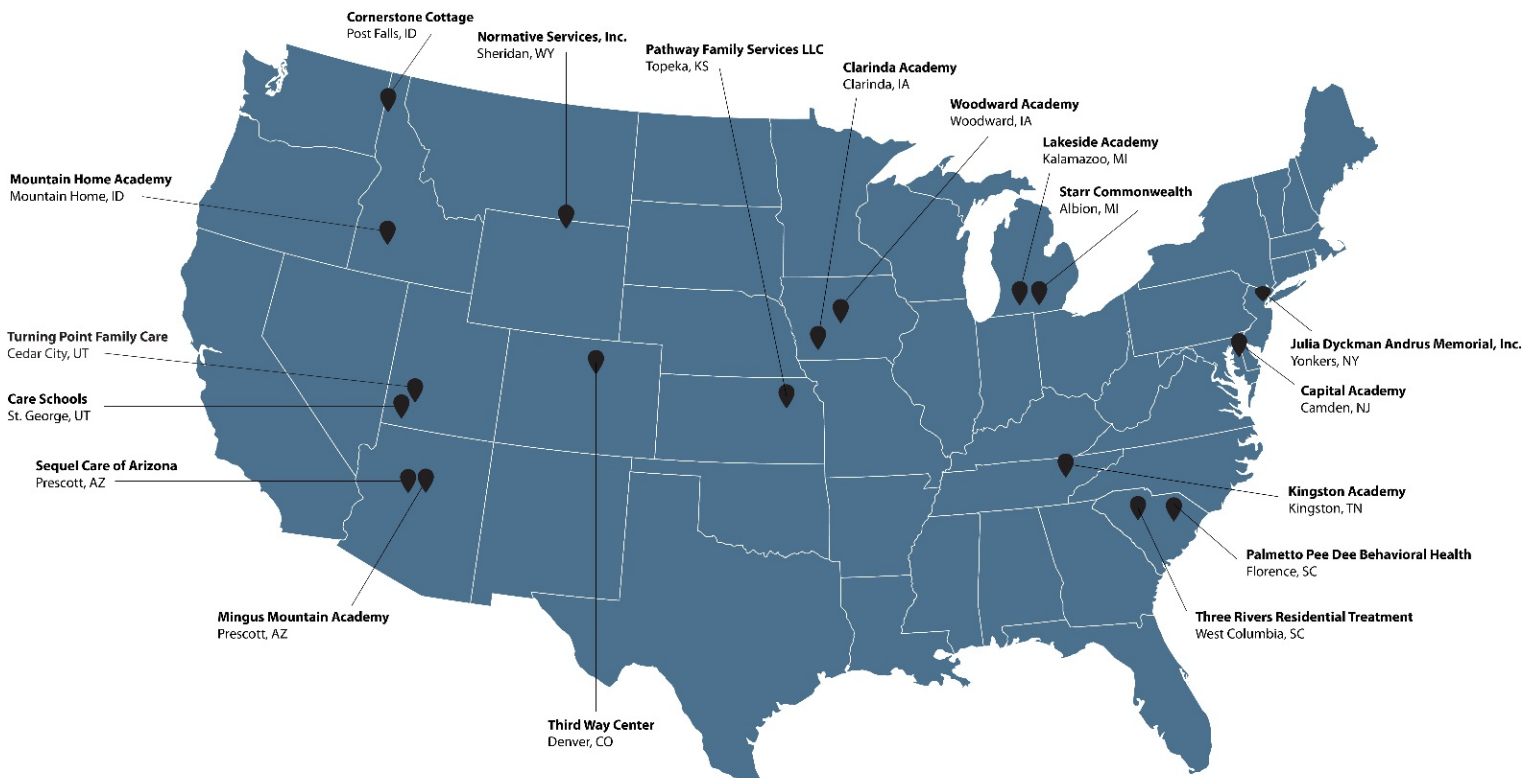 Cornerstone Cottage
Post Falls, ID
Normative Services, Inc.
Sheridan, WY
Pathway Family Services LLC
Topeka, KS
Clarinda Academy
Clarinda, IA
Woodward Academy
Woodward, IA
Lakeside Academy
Kalamazoo, MI
Starr Commonwealth
Albion, MI
Mountain Home Academy
Mountain Home, ID
Turning Point Family Care
Cedar City, UT
Care Schools
St. George, UT
Sequel Care of Arizona
Prescott, AZ
Mingus Mountain Academy
Prescott, AZ
Third Way Center
Denver, CO
Julia Dyckman Andrus Memorial, Inc.
Yonkers, NY
Capital Academy
Camden, NJ
Kingston Academy
Kingston, TN
Palmetto Pee Dee Behavioral Health
Florence, SC
Three Rivers Residential Treatment
West Columbia, SC